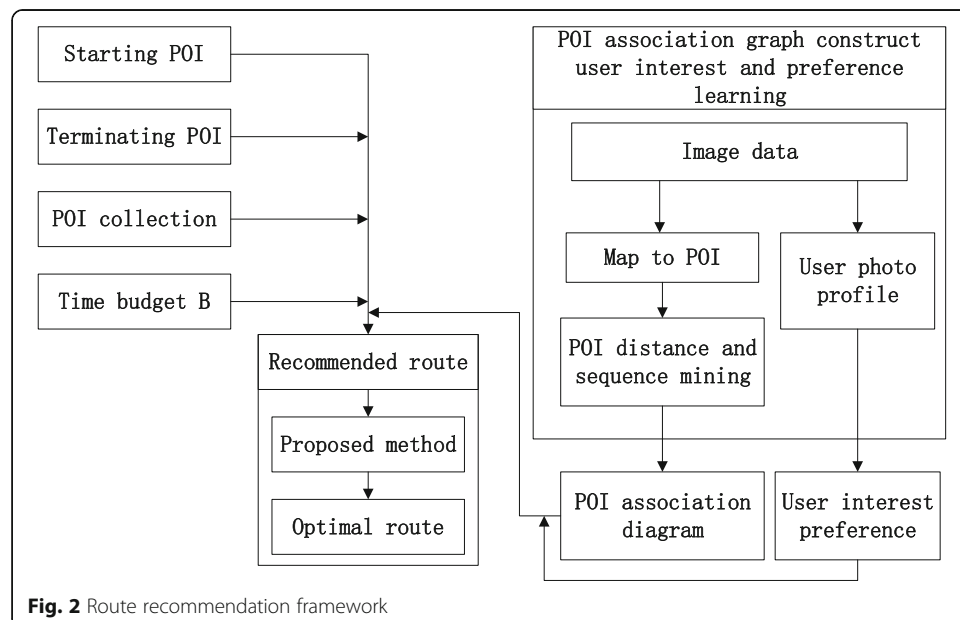 Starting POI
Terminating POI
POI collection
Time budget B
Recommended route
Proposed method
Optimal route
POI association graph construct
user interest and preference
learning
Image data
Map to POI
User photo
profile
POI distance and
sequence mining
POI association
diagram
User interest
preference
Fig. 2 Route recommendation framework